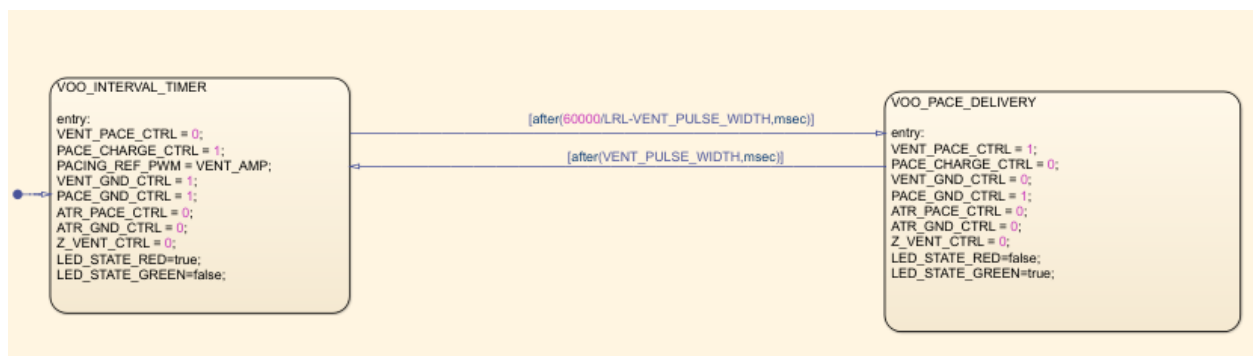 VOO_INTERVAL_TIMER
entry:
VENT_PACE_CTRL = 0;
PACE_CHARGE_CTRL = 1;
PACING_REF_PWM = VENT_AMP;
VENT_GND_CTRL = 1;
PACE_GND_CTRL = 1;
ATR_PACE_CTRL = 0;
ATR_GND_CTRL = 0;
Z_VENT_CTRL = 0;
LED_STATE_RED=true;
LED_STATE_GREEN=false;
[after(60000/LRL-VENT_PULSE_WIDTH,msec)]
[after(VENT_PULSE_WIDTH,msec)]
VOO_PACE_DELIVERY
entry:
VENT_PACE_CTRL = 1;
PACE_CHARGE_CTRL = 0;
VENT_GND_CTRL = 0;
PACE_GND_CTRL = 1;
ATR_PACE_CTRL = 0;
ATR_GND_CTRL = 0;
Z_VENT_CTRL = 0;
LED_STATE_RED=false;
LED_STATE_GREEN=true;